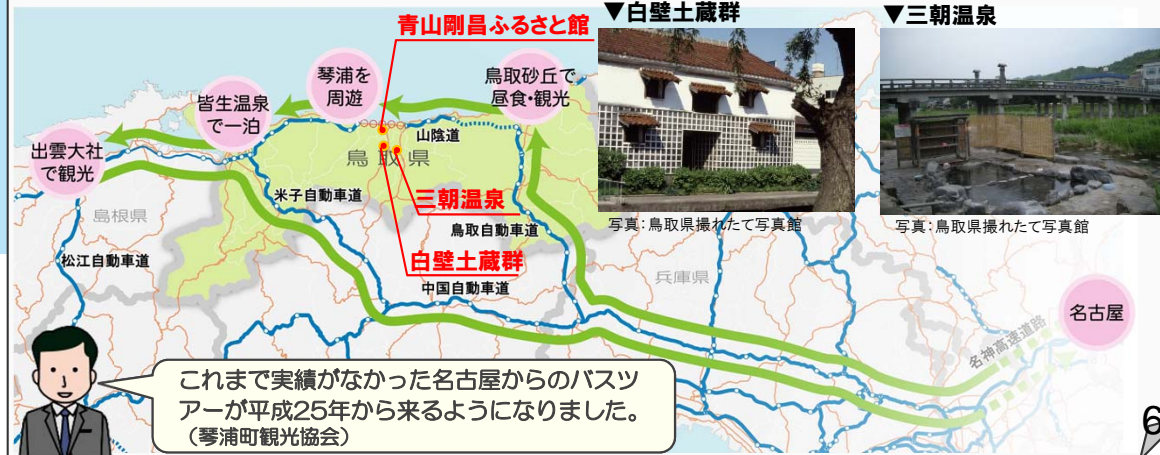 青山剛昌ふるさと館
▼白壁土蔵群
▼三朝温泉
写真：鳥取県撮れたて写真館
写真：鳥取県撮れたて写真館
鳥取砂丘で
昼食・観光
琴浦を
周遊
皆生温泉
で一泊
出雲大社
で観光
山陰道
鳥取県
米子自動車道
三朝温泉
鳥取自動車道
島根県
白壁土蔵群
松江自動車道
中国自動車道
兵庫県
名古屋
名神高速道路
これまで実績がなかった名古屋からのバスツ
アーが平成25年から来るようになりました。
（琴浦町観光協会）
6